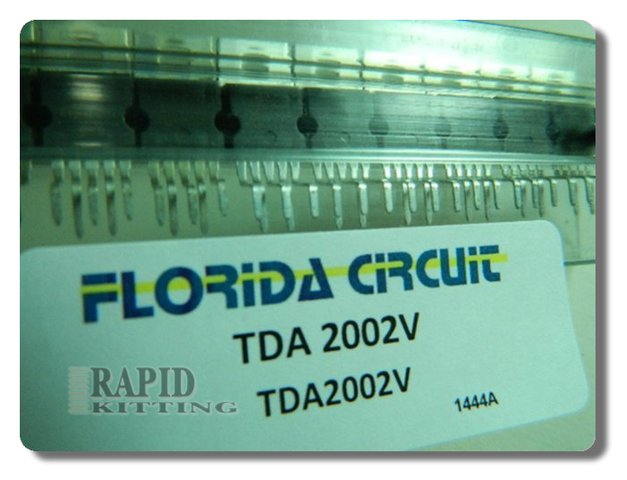 FLORIDA CIRCUIT
TDA 2002V
TDA2002V
1444A
RAPID
KITTING